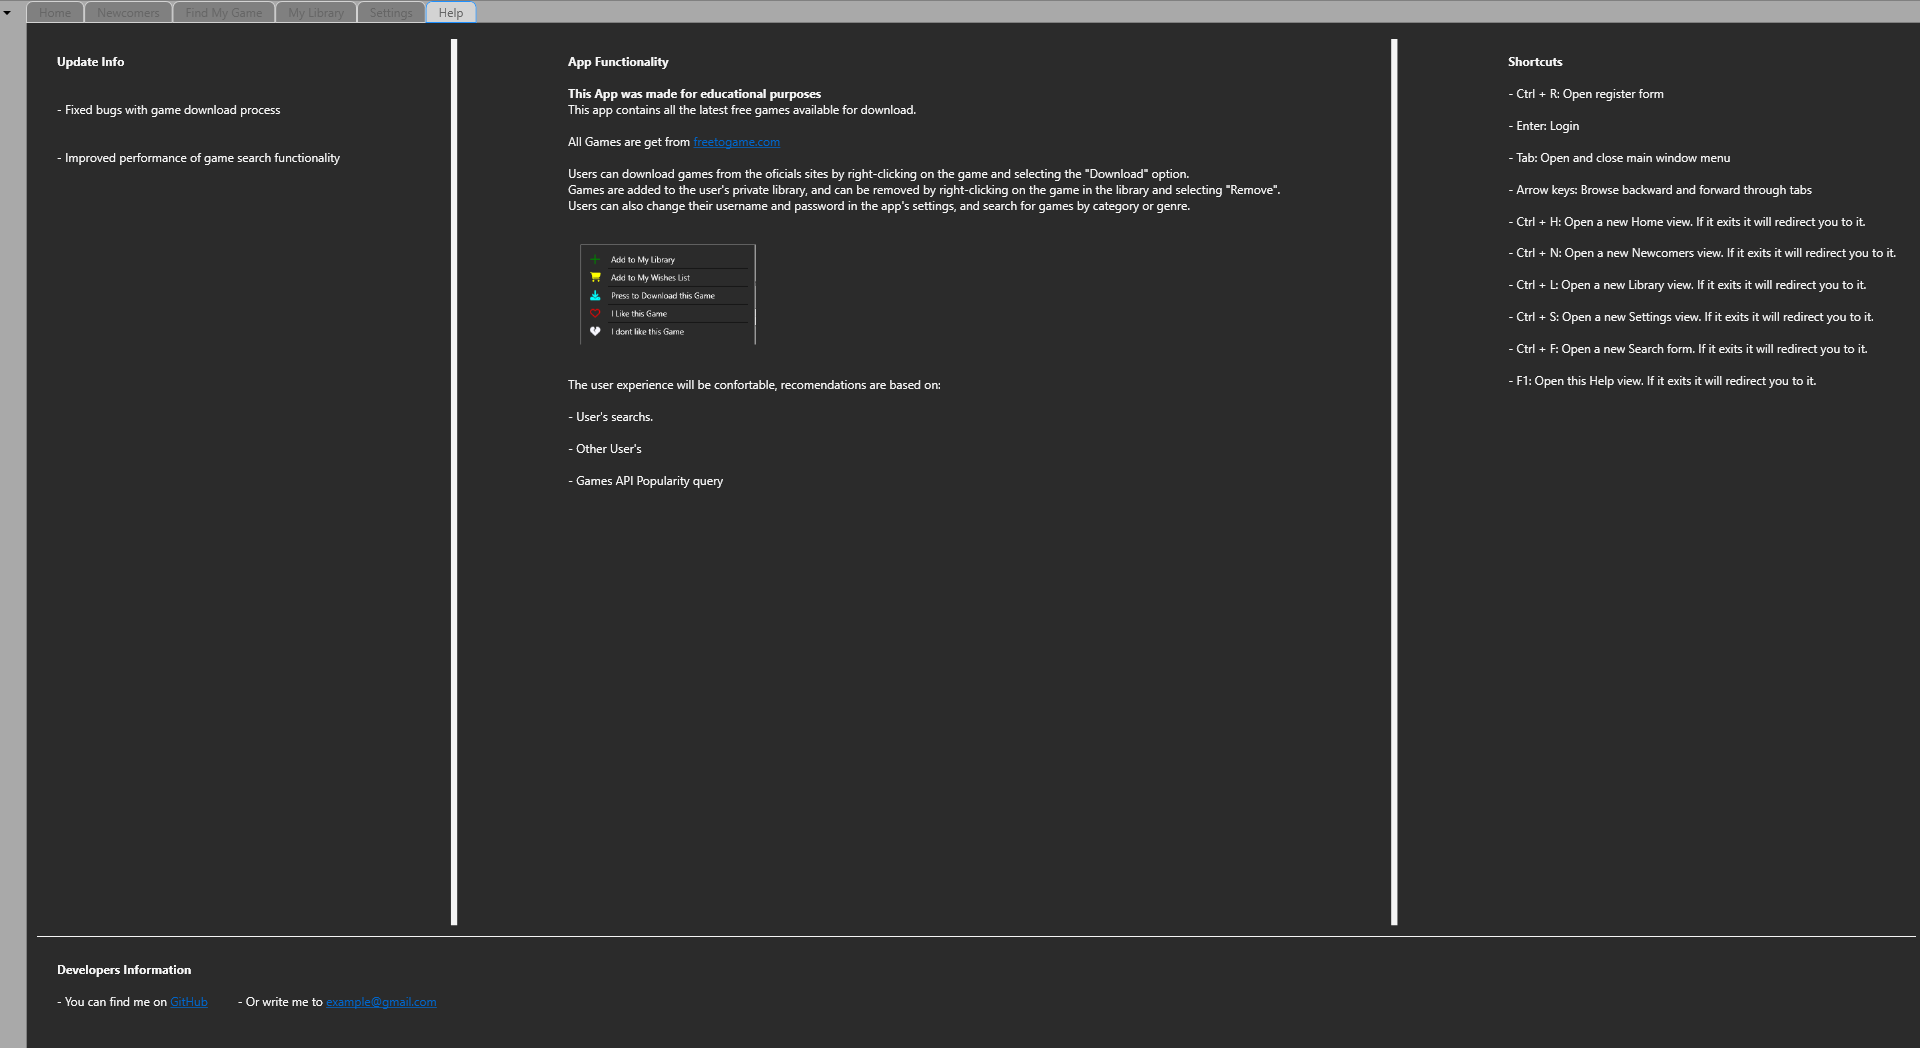 Home
Newcomers
Find My Game
My Library
Settings
Help
Update Info
- Fixed bugs with game download process
- Improved performance of game search functionality
App Functionality
This App was made for educational purposes
This app contains all the latest free games available for download.
All Games are get from freetogame.com
Users can download games from the oficials sites by right-clicking on the game and selecting the "Download" option.
Games are added to the user's private library, and can be removed by right-clicking on the game in the library and selecting "Remove".
Users can also change their username and password in the app's settings, and search for games by category or genre.
Add to My Library
Add to My Wishes List
Press to Download this Game
I Like this Game
I dont like this Game
The user experience will be confortable, recomendations are based on:
- User's searchs.
- Other User's
- Games API Popularity query
Shortcuts
- Ctrl + R: Open register form
- Enter: Login
- Tab: Open and close main window menu
- Arrow keys: Browse backward and forward through tabs
- Ctrl + H: Open a new Home view. If it exits it will redirect you to it.
- Ctrl + N: Open a new Newcomers view. If it exits it will redirect you to it.
- Ctrl + L: Open a new Library view. If it exits it will redirect you to it.
- Ctrl + S: Open a new Settings view. If it exits it will redirect you to it.
- Ctrl + F: Open a new Search form. If it exits it will redirect you to it.
- F1: Open this Help view. If it exits it will redirect you to it.
Developers Information
- You can find me on GitHub
- Or write me to example@gmail.com